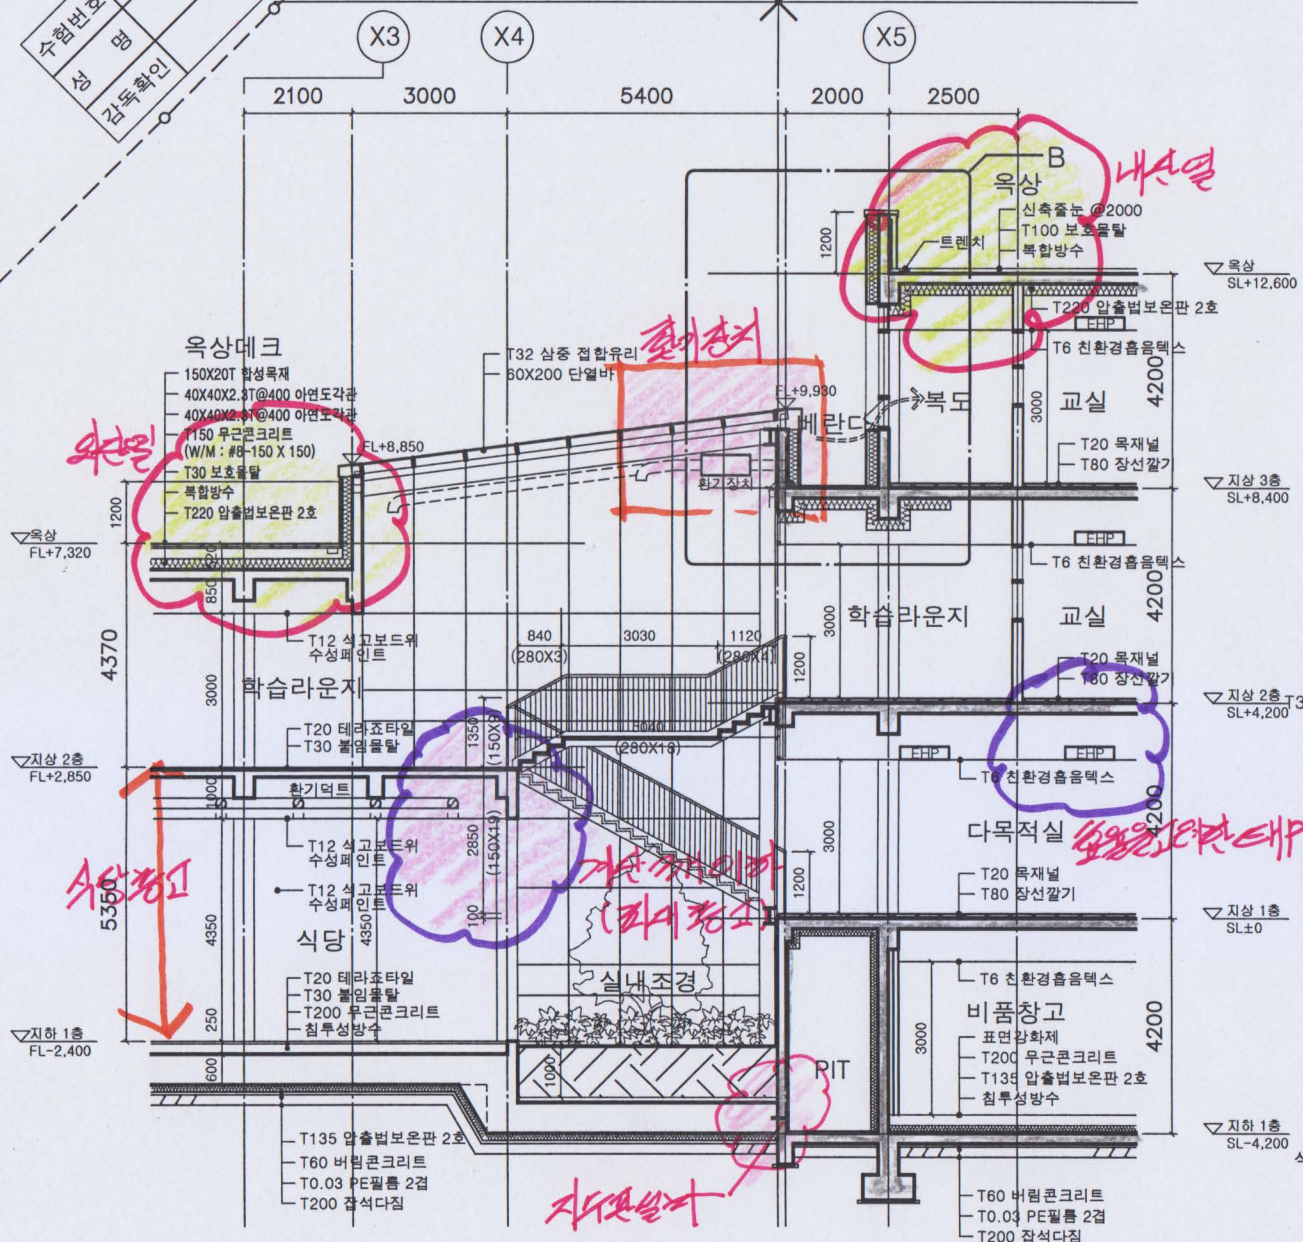 수험번호
성 명
감독확인
X3
X4
X5
2100
3000
5400
2000
2500
B
옥상
내단열
신축줄눈 @2000
T100 보호몰탈
복합방수
트렌치
1200
옥상
SL+12,600
T220 압출법보온판 2호
EHP
T6 친환경흡음텍스
옥상데크
150X20T 합성목재
40X40X2.3T@400 아연도각관
40X40X2.3T@400 아연도각관
T150 무근콘크리트
(W/M : #8-150 X 150)
T30 보호몰탈
복합방수
T220 압출법보온판 2호
외단열
T32 삼중 접합유리
60X200 단열바
환기장치
FL+9,930
FL+8,850
베란다
복도
교실
3000
4200
환기장치
T20 목재널
T80 장선깔기
지상 3층
SL+8,400
1200
옥상
FL+7,320
620
850
EHP
T6 친환경흡음텍스
T12 석고보드위
수성페인트
4370
3000
학습라운지
840
(280X3)
3030
1120
(280X4)
1200
3000
학습라운지
교실
4200
T20 목재널
T80 장선깔기
지상 2층
SL+4,200
T3
T20 테라죠타일
T30 붙임몰탈
1350
(150X9)
5040
(280X18)
지상 2층
FL+2,850
환기덕트
1000
EHP
EHP
T6 친환경흡음텍스
T12 석고보드위
수성페인트
T12 석고보드위
수성페인트
2850
(150X19)
100
3000
1200
다목적실
4200
T20 목재널
T80 장선깔기
지상 1층
SL±0
식당층고
5350
4350
4350
식당
T20 테라죠타일
T30 붙임몰탈
T200 무근콘크리트
침투성방수
250
600
지하 1층
FL-2,400
실내조경
1000
PIT
T6 친환경흡음텍스
비품창고
표면강화제
T200 무근콘크리트
T135 압출법보온판 2호
침투성방수
3000
4200
지하 1층
SL-4,200
T135 압출법보온판 2호
T60 버림콘크리트
T0.03 PE필름 2겹
T200 잡석다짐
T60 버림콘크리트
T0.03 PE필름 2겹
T200 잡석다짐